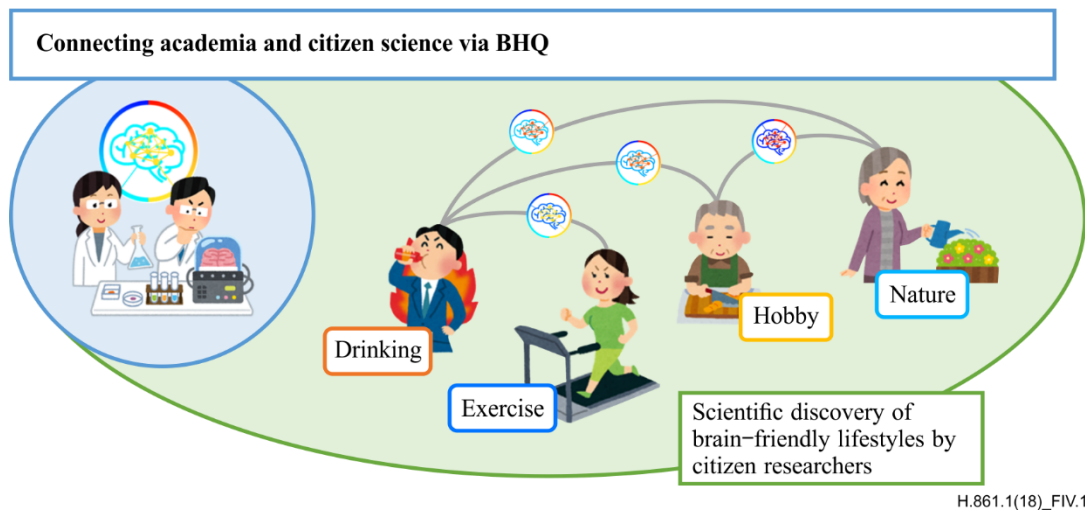 Connecting academia and citizen science via BHQ
Drinking
Exercise
Hobby
Nature
Scientific discovery of
brain-friendly lifestyles by
citizen researchers
H.861.1(18)_FIV.1